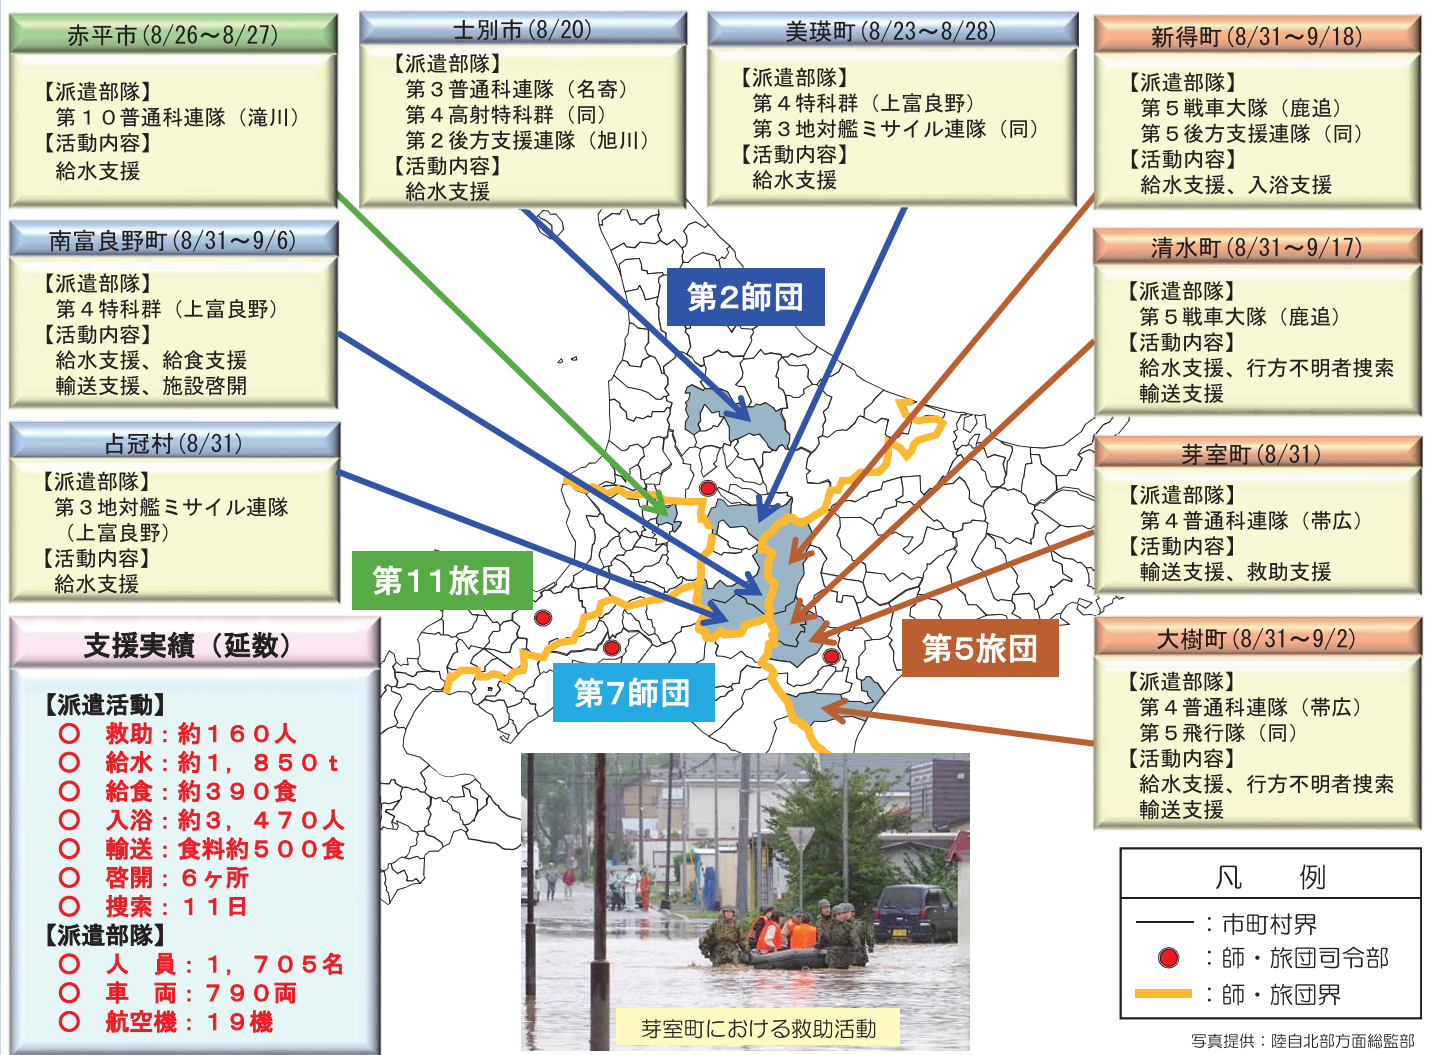 赤平市(8/26～8/27)
【派遣部隊】
第１０普通科連隊（滝川）
【活動内容】
給水支援
士別市(8/20)
【派遣部隊】
第３普通科連隊（名寄）
第４高射特科群（同）
第２後方支援連隊（旭川）
【活動内容】
給水支援
美瑛町(8/23～8/28)
【派遣部隊】
第４特科群（上富良野）
第３地対艦ミサイル連隊（同）
【活動内容】
給水支援
新得町(8/31～9/18)
【派遣部隊】
第５戦車大隊（鹿追）
第５後方支援連隊（同）
【活動内容】
給水支援、入浴支援
南富良野町(8/31～9/6)
【派遣部隊】
第４特科群（上富良野）
【活動内容】
給水支援、給食支援
輸送支援、施設啓開
清水町(8/31～9/17)
【派遣部隊】
第５戦車大隊（鹿追）
【活動内容】
給水支援、行方不明者捜索
輸送支援
占冠村(8/31)
【派遣部隊】
第３地対艦ミサイル連隊
（上富良野）
【活動内容】
給水支援
芽室町(8/31)
【派遣部隊】
第４普通科連隊（帯広）
【活動内容】
輸送支援、救助支援
大樹町(8/31～9/2)
【派遣部隊】
第４普通科連隊（帯広）
第５飛行隊（同）
【活動内容】
給水支援、行方不明者捜索
輸送支援
第２師団
第11旅団
第７師団
第５旅団
支援実績（延数）
【派遣活動】
〇 救助：約１６０人
〇 給水：約１，８５０ｔ
〇 給食：約３９０食
〇 入浴：約３，４７０人
〇 輸送：食料約５００食
〇 啓開：６ヶ所
〇 捜索：１１日
【派遣部隊】
〇 人　員：１，７０５名
〇 車　両：７９０両
〇 航空機：１９機
芽室町における救助活動
凡　例
：市町村界
：師・旅団司令部
：師・旅団界
写真提供：陸自北部方面総監部